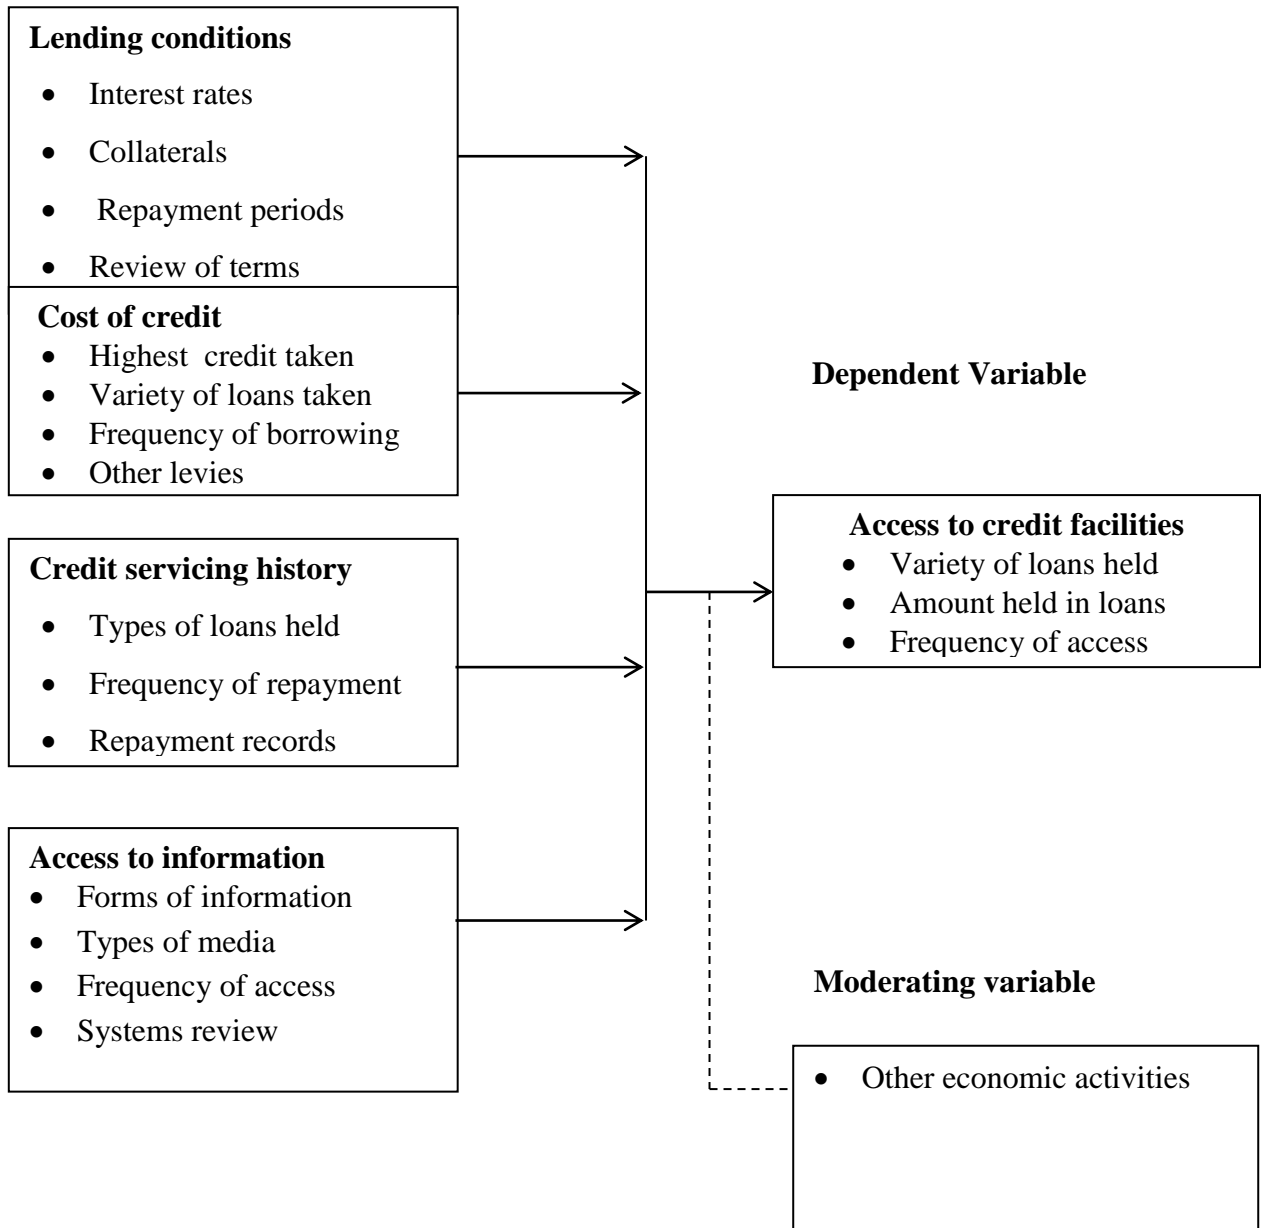 Lending conditions
• Interest rates
• Collaterals
• Repayment periods
• Review of terms
Cost of credit
• Highest credit taken
• Variety of loans taken
• Frequency of borrowing
• Other levies
Credit servicing history
• Types of loans held
• Frequency of repayment
• Repayment records
Access to information
• Forms of information
• Types of media
• Frequency of access
• Systems review
Dependent Variable
Access to credit facilities
• Variety of loans held
• Amount held in loans
• Frequency of access
Moderating variable
• Other economic activities